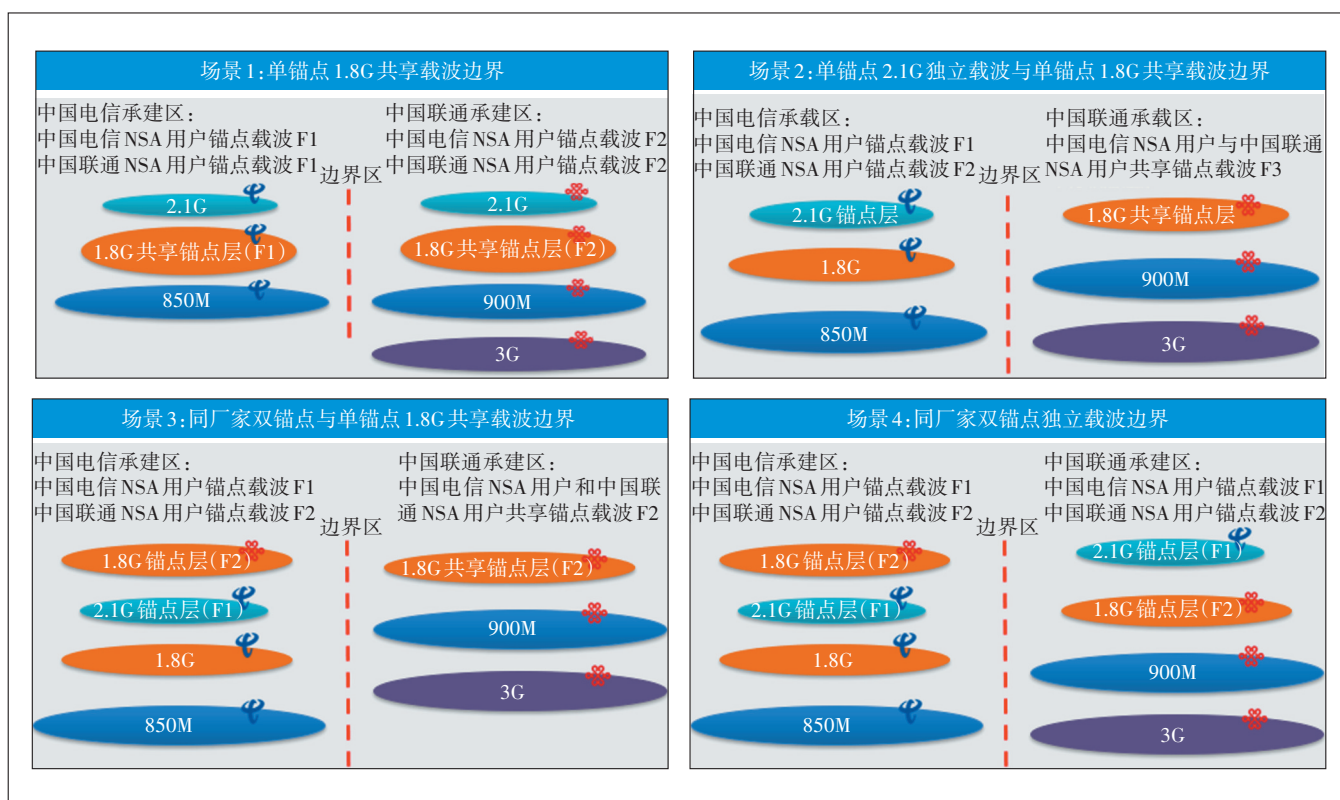 场景1:单锚点1.8G共享载波边界
中国电信承建区:
中国电信NSA用户锚点载波F1
中国联通NSA用户锚点载波F1
中国联通承建区:
中国电信NSA用户锚点载波F2
中国联通NSA用户锚点载波F2
边界区
2.1G
1.8G共享锚点层(F1)
850M
2.1G
1.8G共享锚点层(F2)
900M
3G
场景2:单锚点2.1G独立载波与单锚点1.8G共享载波边界
中国电信承载区:
中国电信NSA用户锚点载波F1
中国联通NSA用户锚点载波F2
中国联通承载区:
中国电信NSA用户与中国联通
NSA用户共享锚点载波F3
边界区
2.1G锚点层
1.8G
850M
1.8G共享锚点层
900M
3G
场景3:同厂家双锚点与单锚点1.8G共享载波边界
中国电信承建区:
中国电信NSA用户锚点载波F1
中国联通NSA用户锚点载波F2
中国联通承建区:
中国电信NSA用户和中国联
通NSA用户共享锚点载波F2
边界区
1.8G锚点层(F2)
2.1G锚点层(F1)
1.8G
850M
1.8G共享锚点层(F2)
900M
3G
场景4:同厂家双锚点独立载波边界
中国电信承建区:
中国电信NSA用户锚点载波F1
中国联通NSA用户锚点载波F2
中国联通承建区:
中国电信NSA用户锚点载波F1
中国联通NSA用户锚点载波F2
边界区
1.8G锚点层(F2)
2.1G锚点层(F1)
1.8G
850M
2.1G锚点层(F1)
1.8G锚点层(F2)
900M
3G